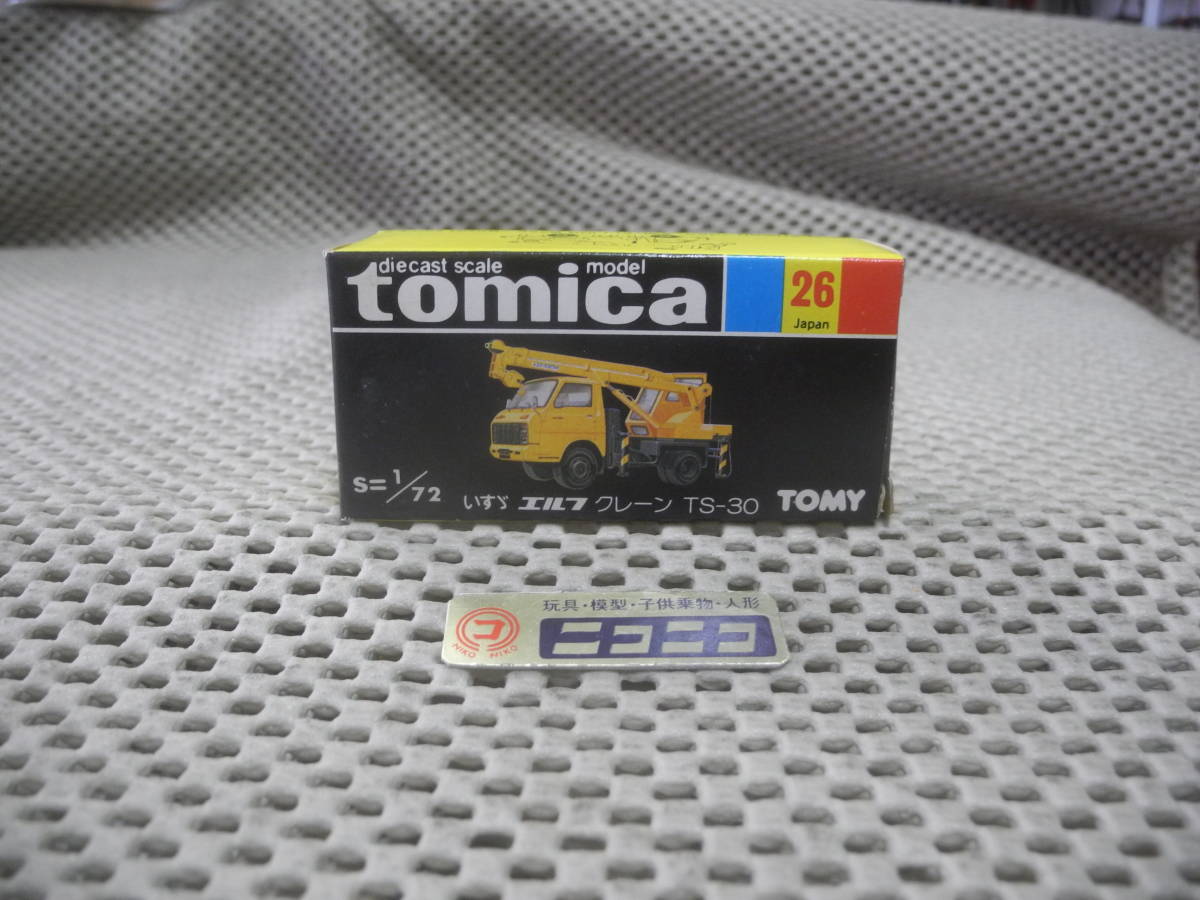 diecast scale model
tomica
26
Japan
S=1/72
いすゞ エルフ クレーン TS-30 TOMY
玩具・模型・子供乗物・人形
コ ニコニコ
NIKO NIKO